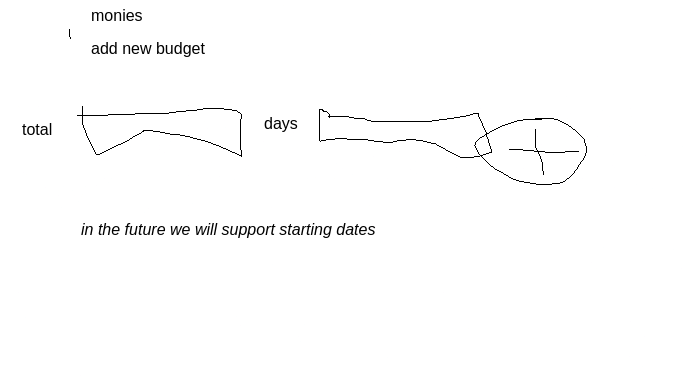 monies
add new budget
total days
in the future we will support starting dates